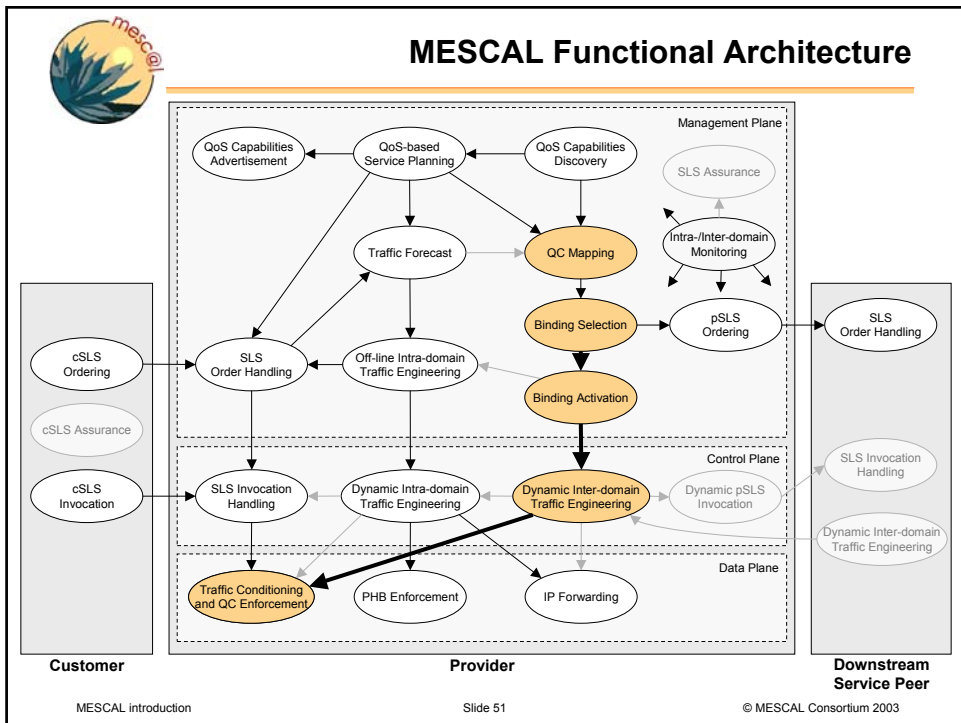 mesc@l
MESCAL Functional Architecture
Management Plane
QoS Capabilities
Advertisement
QoS-based
Service Planning
QoS Capabilities
Discovery
SLS Assurance
Traffic Forecast
QC Mapping
Intra-/Inter-domain
Monitoring
Binding Selection
pSLS
Ordering
SLS
Order Handling
cSLS
Ordering
SLS
Order Handling
Off-line Intra-domain
Traffic Engineering
Binding Activation
cSLS Assurance
Control Plane
SLS Invocation
Handling
cSLS
Invocation
SLS Invocation
Handling
Dynamic Intra-domain
Traffic Engineering
Dynamic Inter-domain
Traffic Engineering
Dynamic pSLS
Invocation
Dynamic Inter-domain
Traffic Engineering
Data Plane
Traffic Conditioning
and QC Enforcement
PHB Enforcement
IP Forwarding
Customer
Provider
Downstream
Service Peer
MESCAL introduction
Slide 51
© MESCAL Consortium 2003